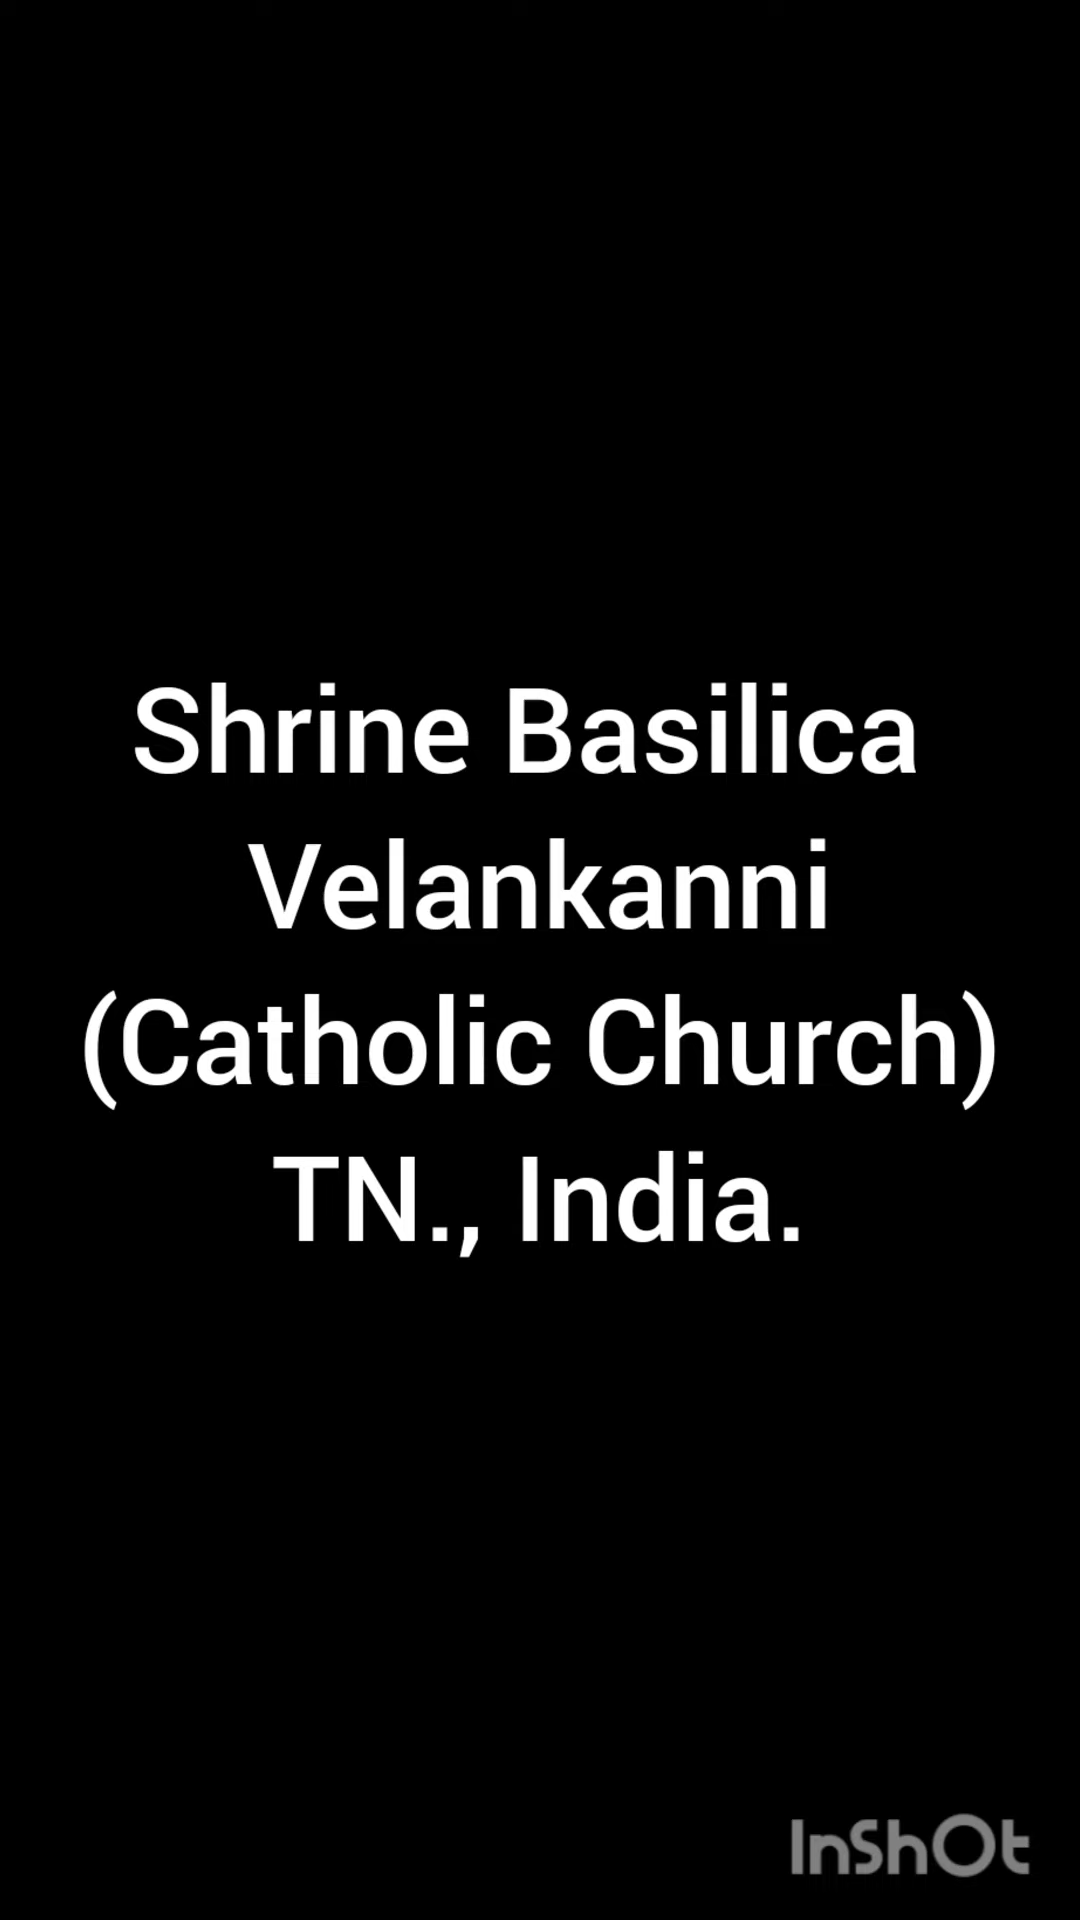 Shrine Basilica
Velankanni
(Catholic Church)
TN., India.
InShOt